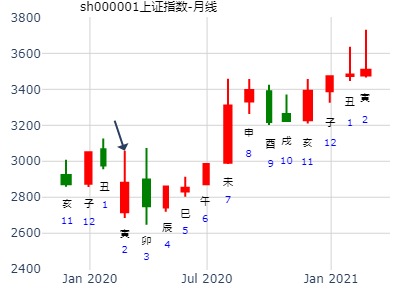 sh000001上证指数-月线
3800
3600
3400
3200
3000
2800
2600
2400
亥
11
子
12
丑
1
寅
2
卯
3
辰
4
巳
5
午
6
未
7
申
8
酉
9
戌
10
亥
11
子
12
丑
1
寅
2
Jan 2020
Jul 2020
Jan 2021